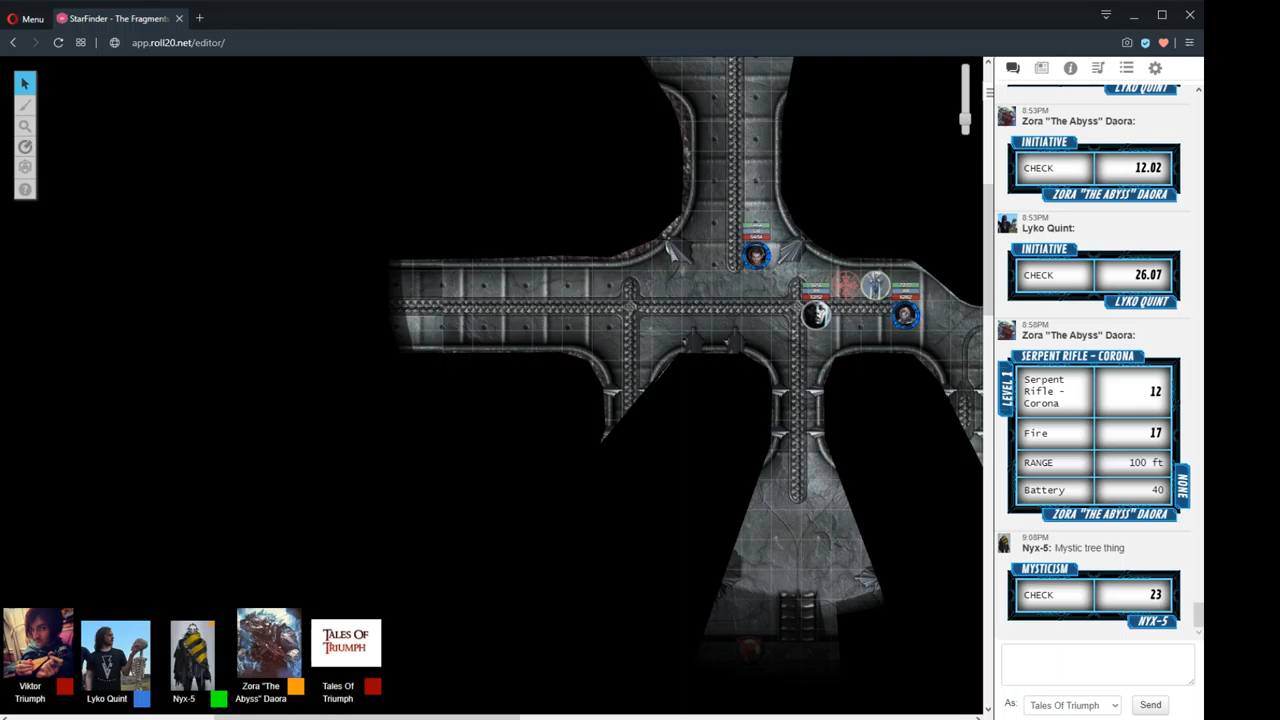 Menu
StarFinder - The Fragments
app.roll20.net/editor/
LYKO QUINT
8:53PM
Zora "The Abyss" Daora:
INITIATIVE
CHECK 12.02
ZORA "THE ABYSS" DAORA
8:53PM
Lyko Quint:
INITIATIVE
CHECK 26.07
LYKO QUINT
8:58PM
Zora "The Abyss" Daora:
SERPENT RIFLE - CORONA
LEVEL 1
Serpent
Rifle -
Corona
12
Fire 17
RANGE 100 ft
Battery 40
NONE
ZORA "THE ABYSS" DAORA
9:08PM
Nyx-5: Mystic tree thing
MYSTICISM
CHECK 23
NYX-5
TALES OF
TRIUMPH
Viktor
Triumph
Lyko Quint
Nyx-5
Zora "The
Abyss" Daora
Tales Of
Triumph
As: Tales Of Triumph Send